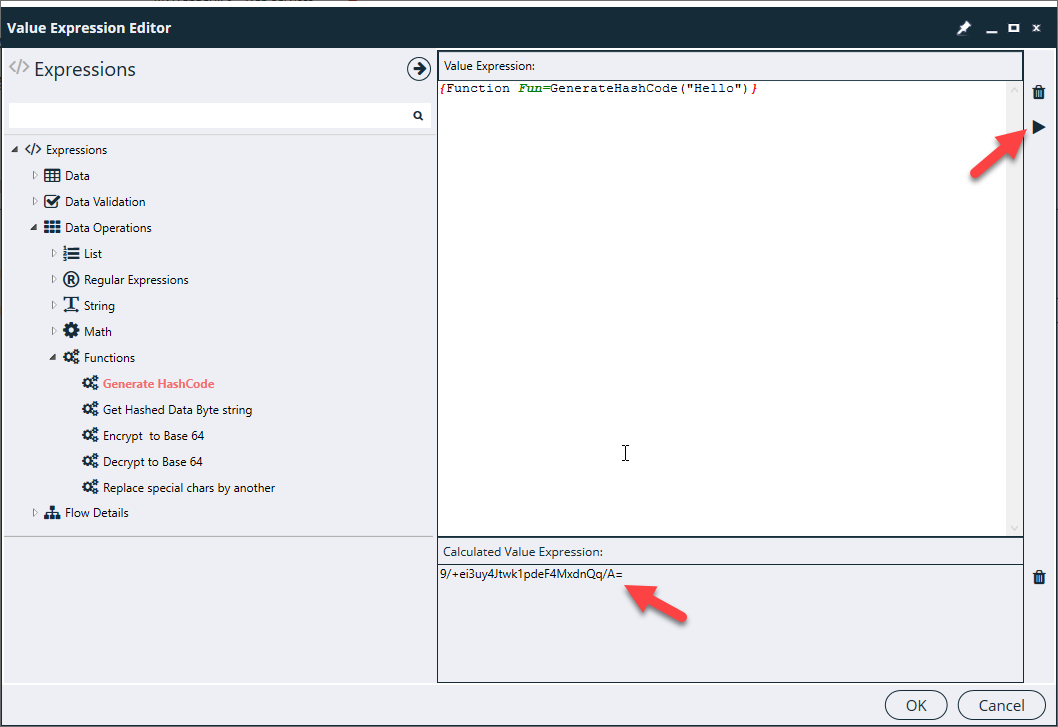 Value Expression Editor
Expressions
Expressions
Data
Data Validation
Data Operations
List
Regular Expressions
String
Math
Functions
Generate HashCode
Get Hashed Data Byte string
Encrypt  to Base 64
Decrypt to Base 64
Replace special chars by another
Flow Details
Value Expression:
{Function Fun=GenerateHashCode("Hello")}
Calculated Value Expression:
9/+ei3uy4Jtwk1pdeF4MxdnQq/A=
OK
Cancel